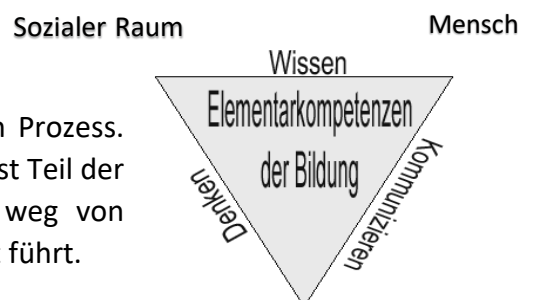 Sozialer Raum
Mensch
Wissen
Elementarkompetenzen
der Bildung
Denken
Kommunizieren
Prozess.
st Teil der
weg von
führt.